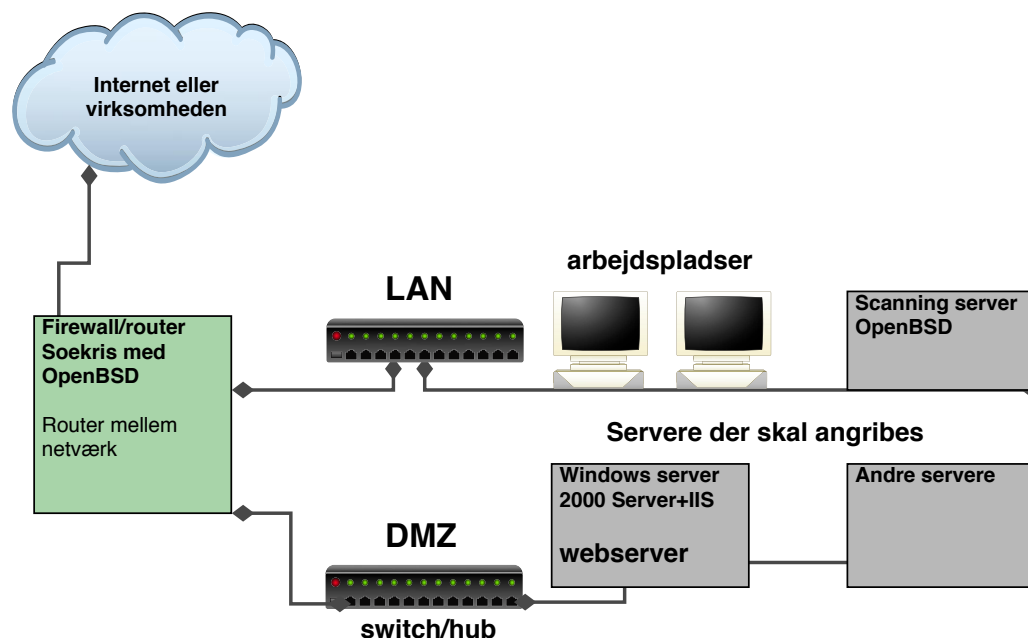 Internet eller
virksomheden
arbejdspladser
LAN
Scanning server
OpenBSD
Firewall/router
Soekris med
OpenBSD
Router mellem
netværk
Servere der skal angribes
Windows server
2000 Server+IIS
webserver
Andre servere
DMZ
switch/hub